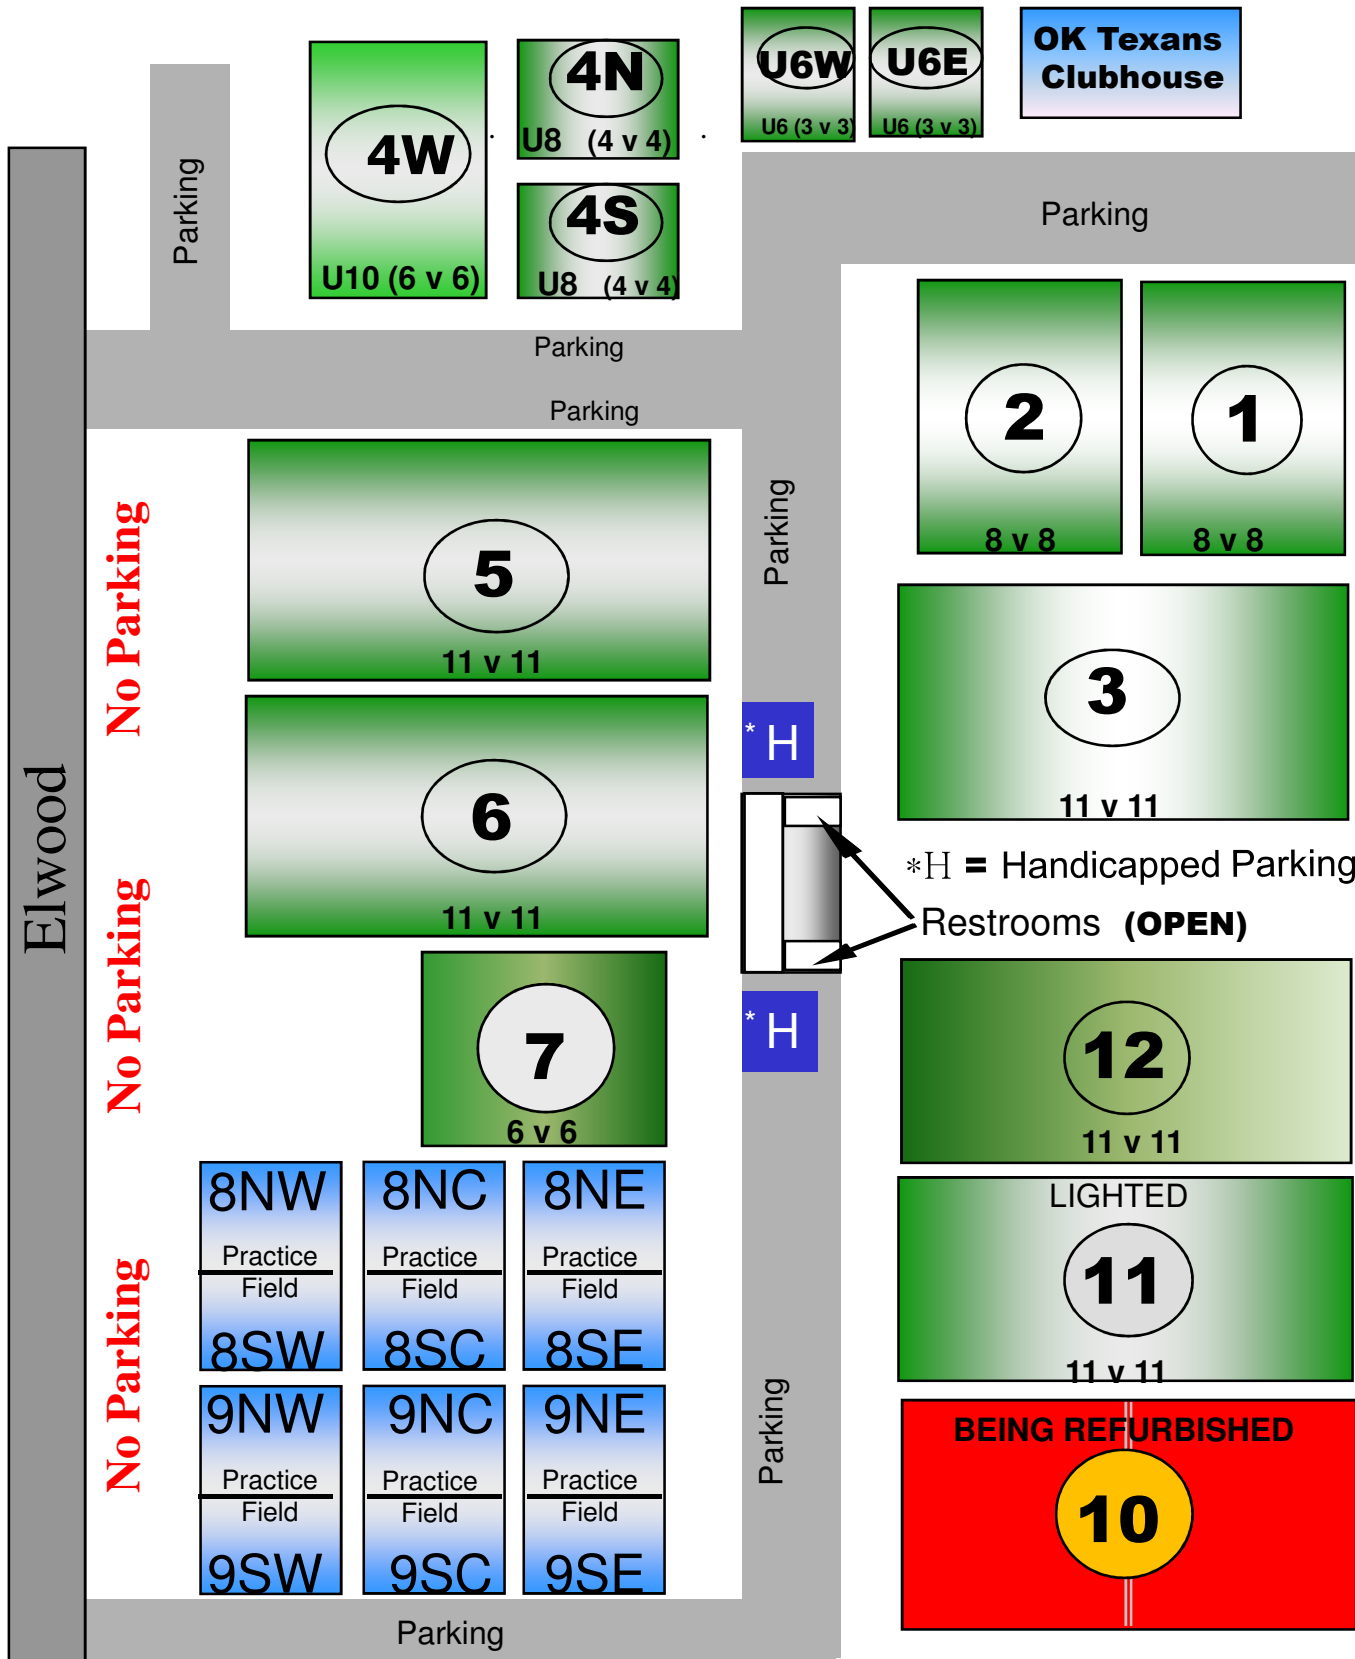 OK Texans
Clubhouse
4W
U10 (6 v 6)
4N
U8 (4 v 4)
4S
U8 (4 v 4)
U6W
U6 (3 v 3)
U6E
U6 (3 v 3)
Parking
Parking
Parking
Parking
2
8 v 8
1
8 v 8
No Parking
5
11 v 11
Parking
3
11 v 11
Elwood
6
11 v 11
* H
*H = Handicapped Parking
Restrooms (OPEN)
No Parking
7
6 v 6
* H
12
11 v 11
No Parking
8NW
Practice
Field
8SW
8NC
Practice
Field
8SC
8NE
Practice
Field
8SE
LIGHTED
11
11 v 11
9NW
Practice
Field
9SW
9NC
Practice
Field
9SC
9NE
Practice
Field
9SE
Parking
BEING REFURBISHED
10
Parking